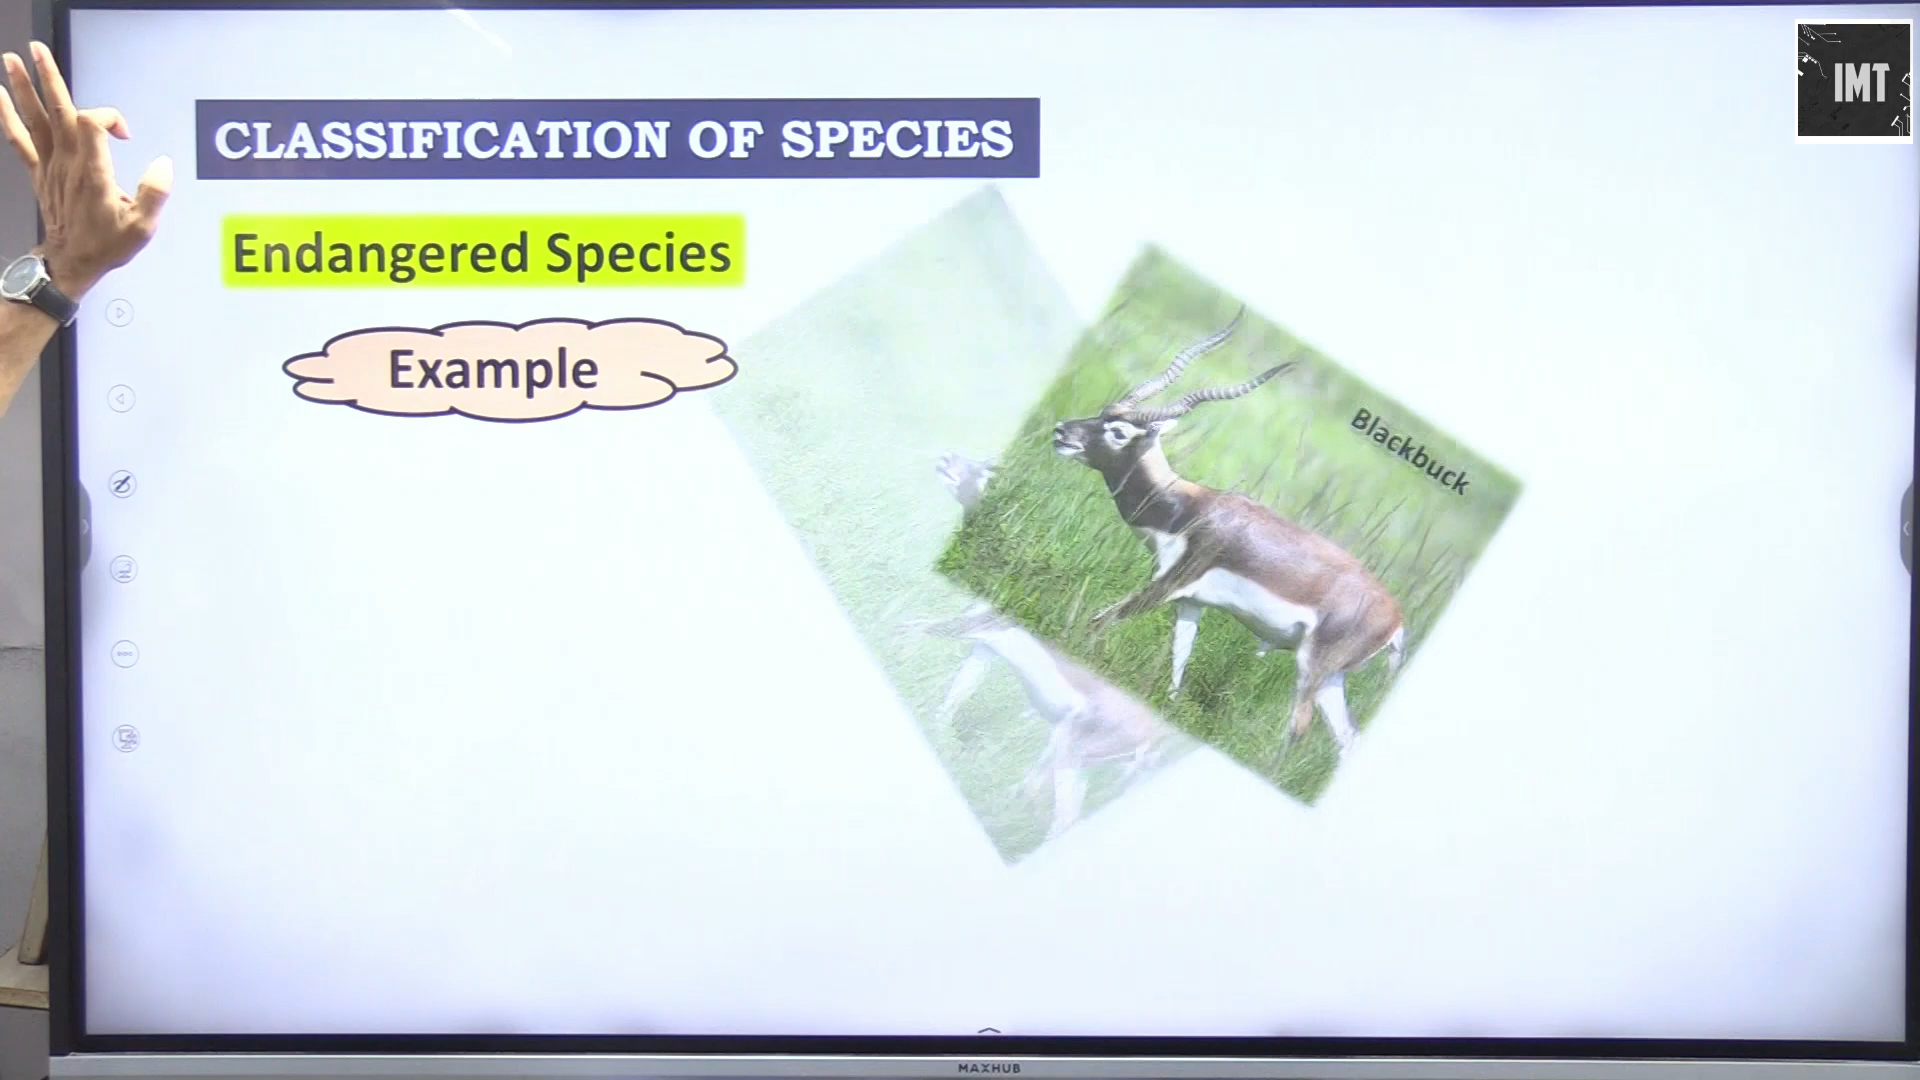 IMT
CLASSIFICATION OF SPECIES
Endangered Species
Example
Blackbuck
MAXHUB